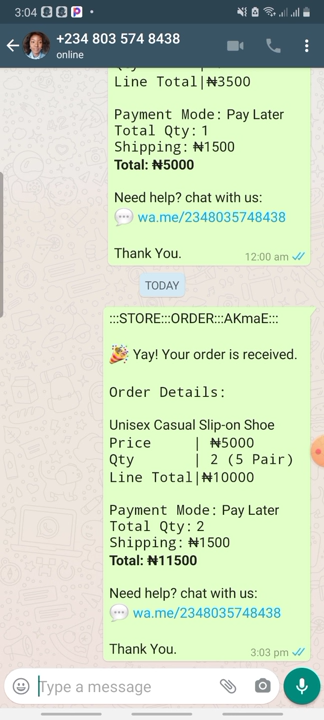 3:04
+234 803 574 8438
online
Line Total|₦3500
Payment Mode: Pay Later
Total Qty: 1
Shipping: ₦1500
Total: ₦5000
Need help? chat with us:
💬 wa.me/2348035748438
Thank You.
12:00 am
TODAY
:::STORE:::ORDER:::AKmaE:::
🎉 Yay! Your order is received.
Order Details:
Unisex Casual Slip-on Shoe
Price | ₦5000
Qty | 2 (5 Pair)
Line Total|₦10000
Payment Mode: Pay Later
Total Qty: 2
Shipping: ₦1500
Total: ₦11500
Need help? chat with us:
💬 wa.me/2348035748438
Thank You.
3:03 pm
Type a message